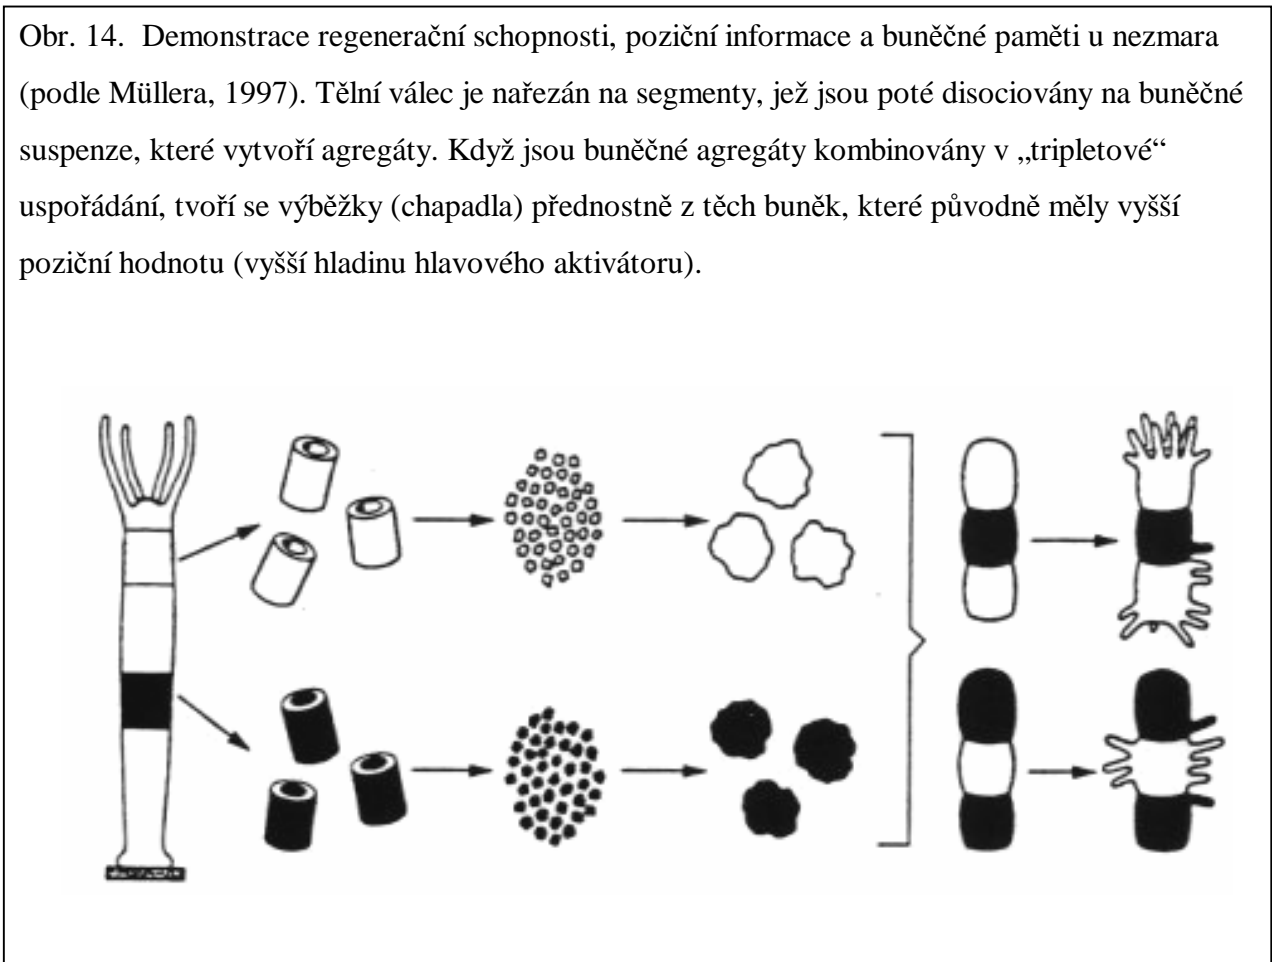 Obr. 14.  Demonstrace regenerační schopnosti, poziční informace a buněčné paměti u nezmara
(podle Müllera, 1997). Tělní válec je nařezán na segmenty, jež jsou poté disociovány na buněčné
suspenze, které vytvoří agregáty. Když jsou buněčné agregáty kombinovány v „tripletové“
uspořádání, tvoří se výběžky (chapadla) přednostně z těch buněk, které původně měly vyšší
poziční hodnotu (vyšší hladinu hlavového aktivátoru).